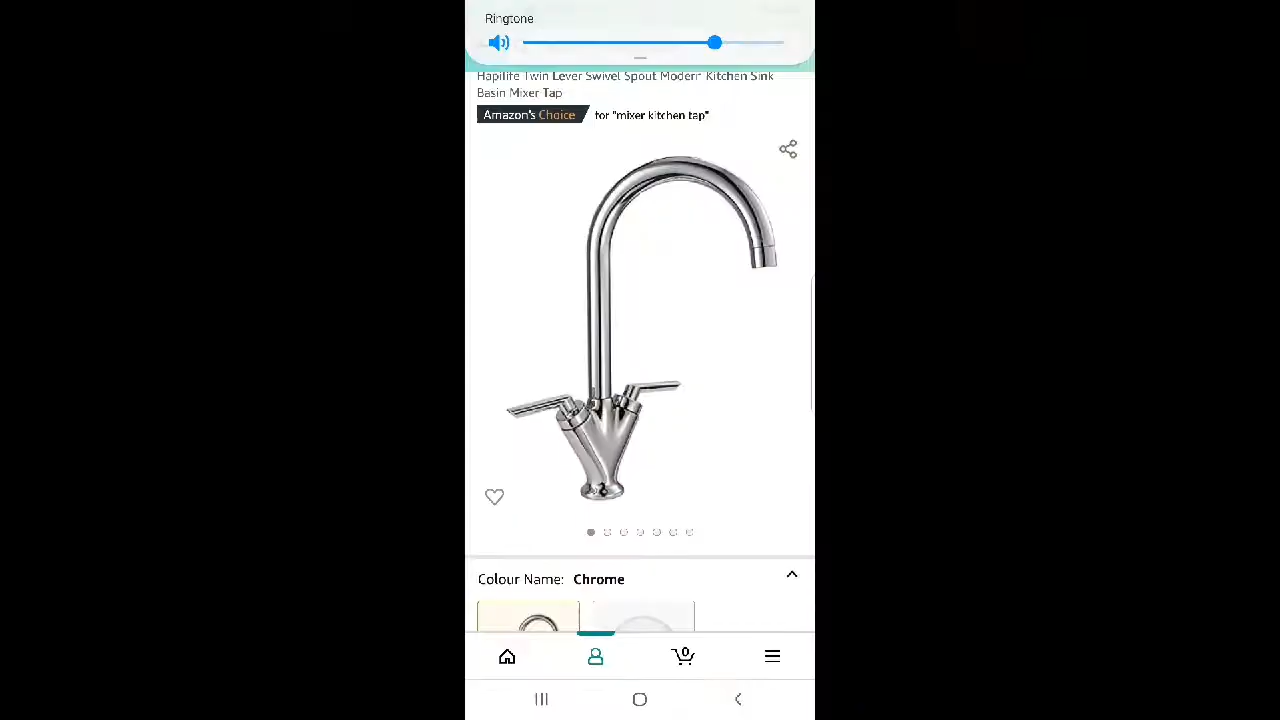 Ringtone
Hapilife Twin Lever Swivel Spout Modern Kitchen Sink
Basin Mixer Tap
Amazon's Choice for "mixer kitchen tap"
Colour Name: Chrome
0